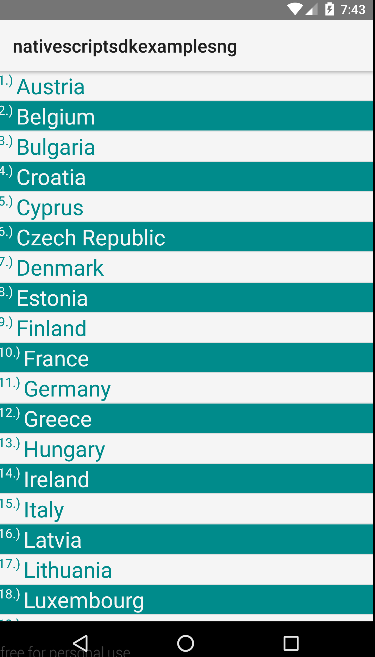 7:43
nativescriptsdkexamplesng
1.) Austria
2.) Belgium
3.) Bulgaria
4.) Croatia
5.) Cyprus
6.) Czech Republic
7.) Denmark
8.) Estonia
9.) Finland
10.) France
11.) Germany
12.) Greece
13.) Hungary
14.) Ireland
15.) Italy
16.) Latvia
17.) Lithuania
18.) Luxembourg
free for personal use